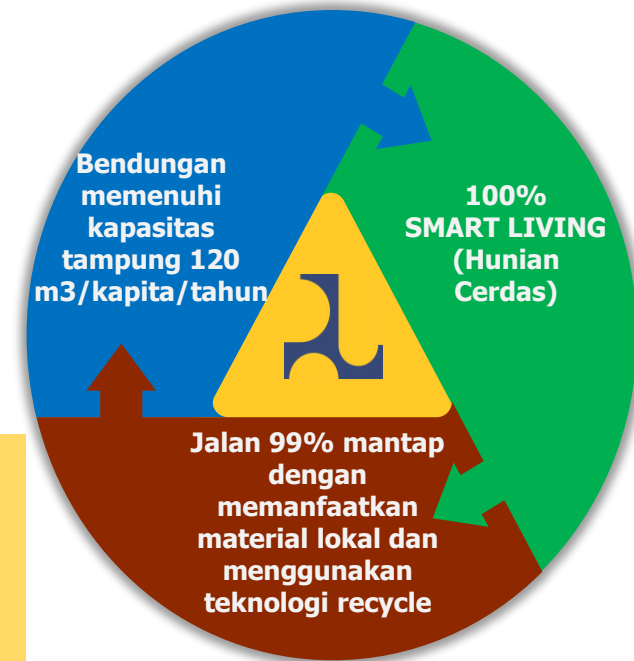 Bendungan
memenuhi
kapasitas
tampung 120
m3/kapita/tahun
100%
SMART LIVING
(Hunian
Cerdas)
Jalan 99% mantap
dengan
memanfaatkan
material lokal dan
menggunakan
teknologi recycle